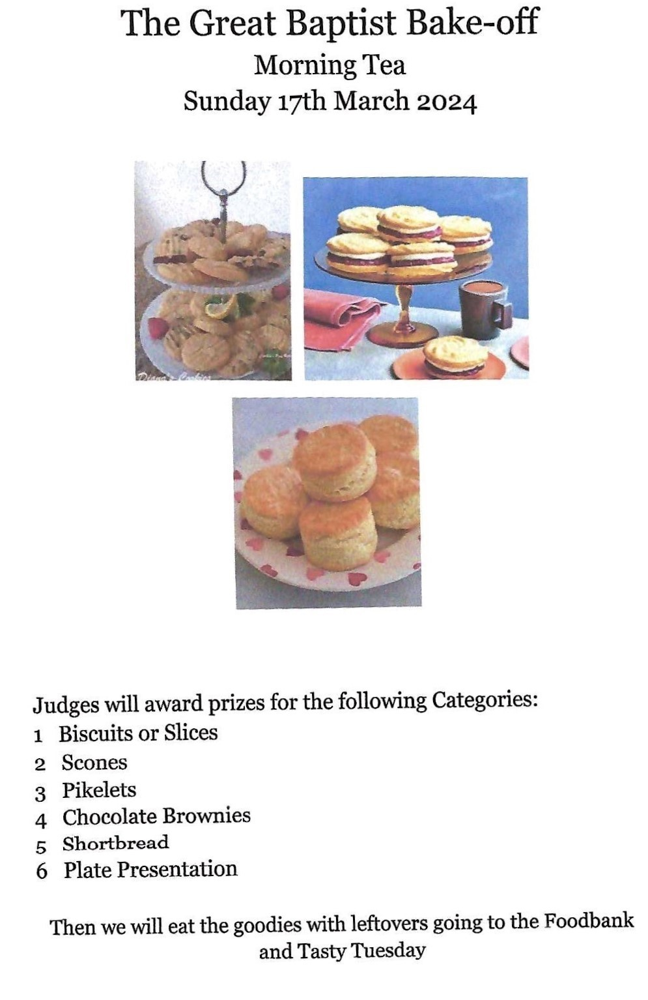 The Great Baptist Bake-off
Morning Tea
Sunday 17th March 2024
Diana's Cookies
Judges will award prizes for the following Categories:
1 Biscuits or Slices
2 Scones
3 Pikelets
4 Chocolate Brownies
5 Shortbread
6 Plate Presentation
Then we will eat the goodies with leftovers going to the Foodbank
and Tasty Tuesday